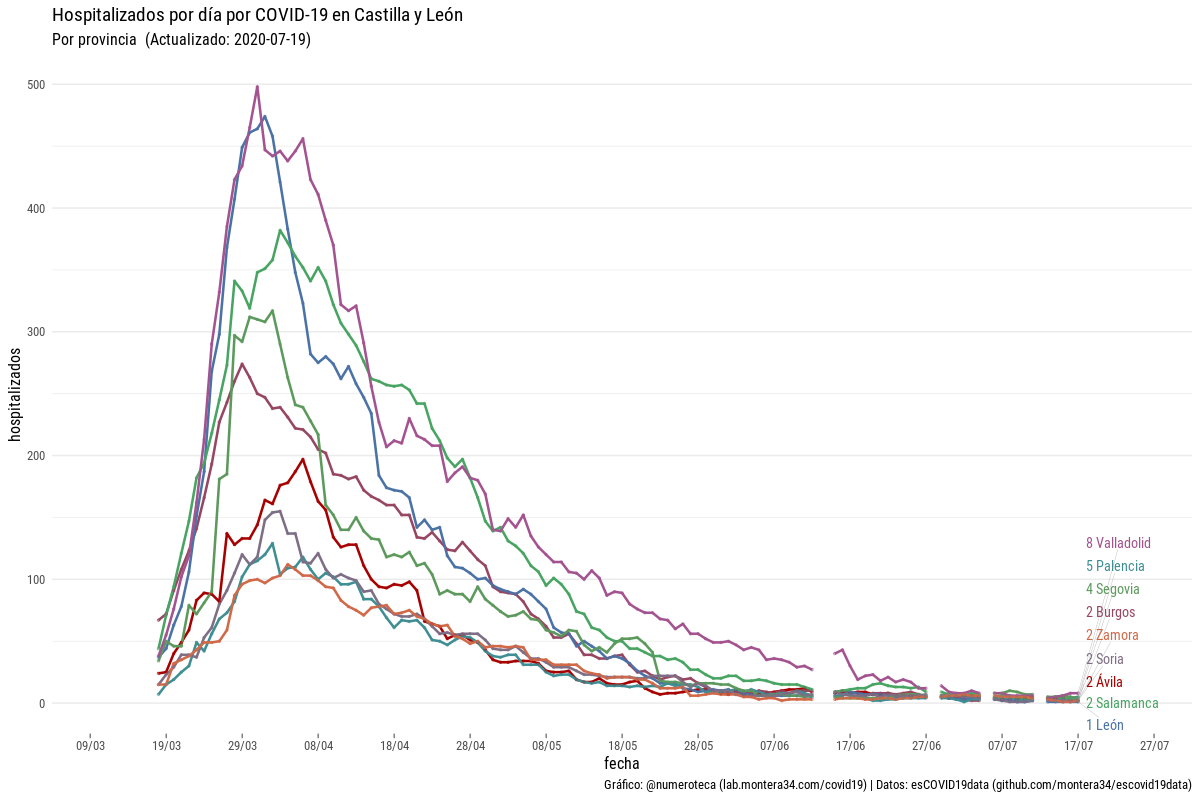 Hospitalizados por día por COVID-19 en Castilla y León
Por provincia  (Actualizado: 2020-07-19)
hospitalizados
500
400
300
200
100
0
8 Valladolid
5 Palencia
4 Segovia
2 Burgos
2 Zamora
2 Soria
2 Ávila
2 Salamanca
1 León
09/03 19/03 29/03 08/04 18/04 28/04 08/05 18/05 28/05 07/06 17/06 27/06 07/07 17/07 27/07
fecha
Gráfico: @numeroteca (lab.montera34.com/covid19) | Datos: esCOVID19data (github.com/montera34/escovid19data)